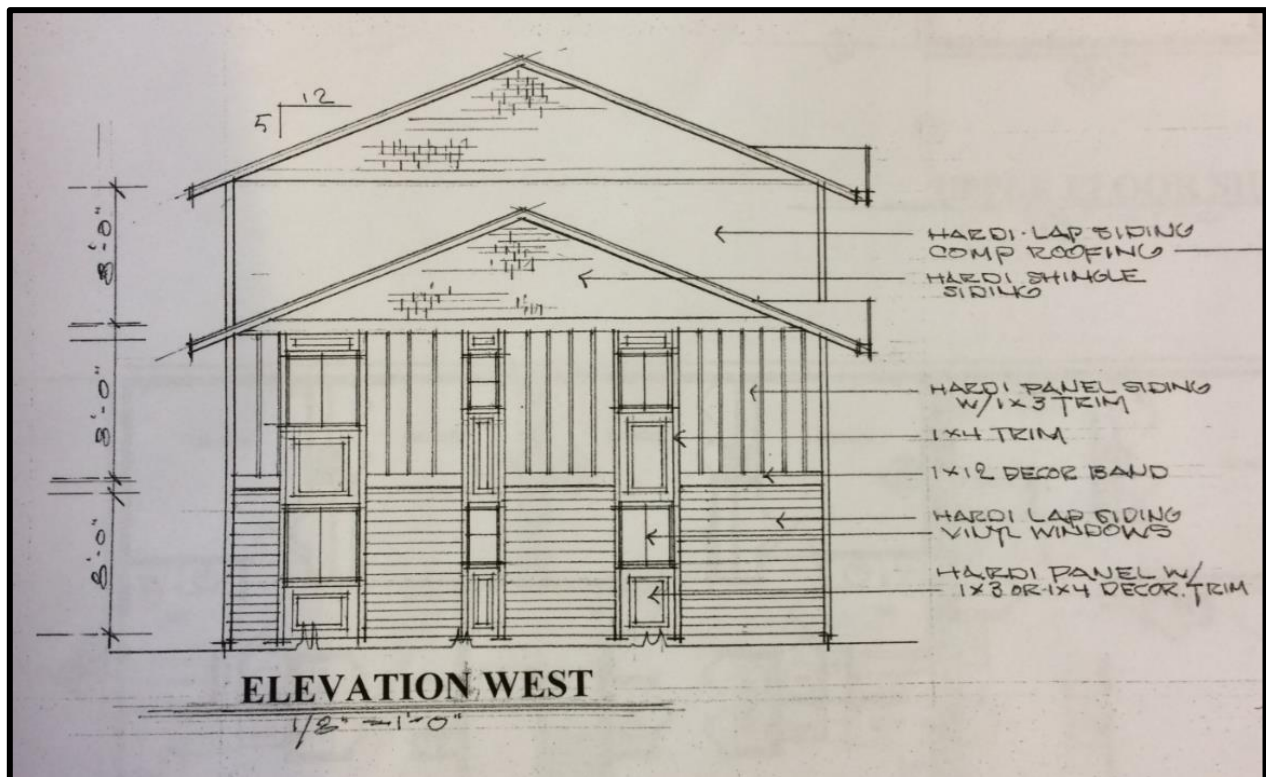 12
5
8'-0"
HARDI-LAP SIDING
COMP ROOFING
HARDI SHINGLE
SIDING
8'-0"
HARDI PANEL SIDING
W/1x3 TRIM
1x4 TRIM
1x12 DECOR BAND
8'-0"
HARDI LAP SIDING
VINYL WINDOWS
HARDI PANEL W/
1x3 OR 1x4 DECOR. TRIM
ELEVATION WEST
1/8" = 1'-0"